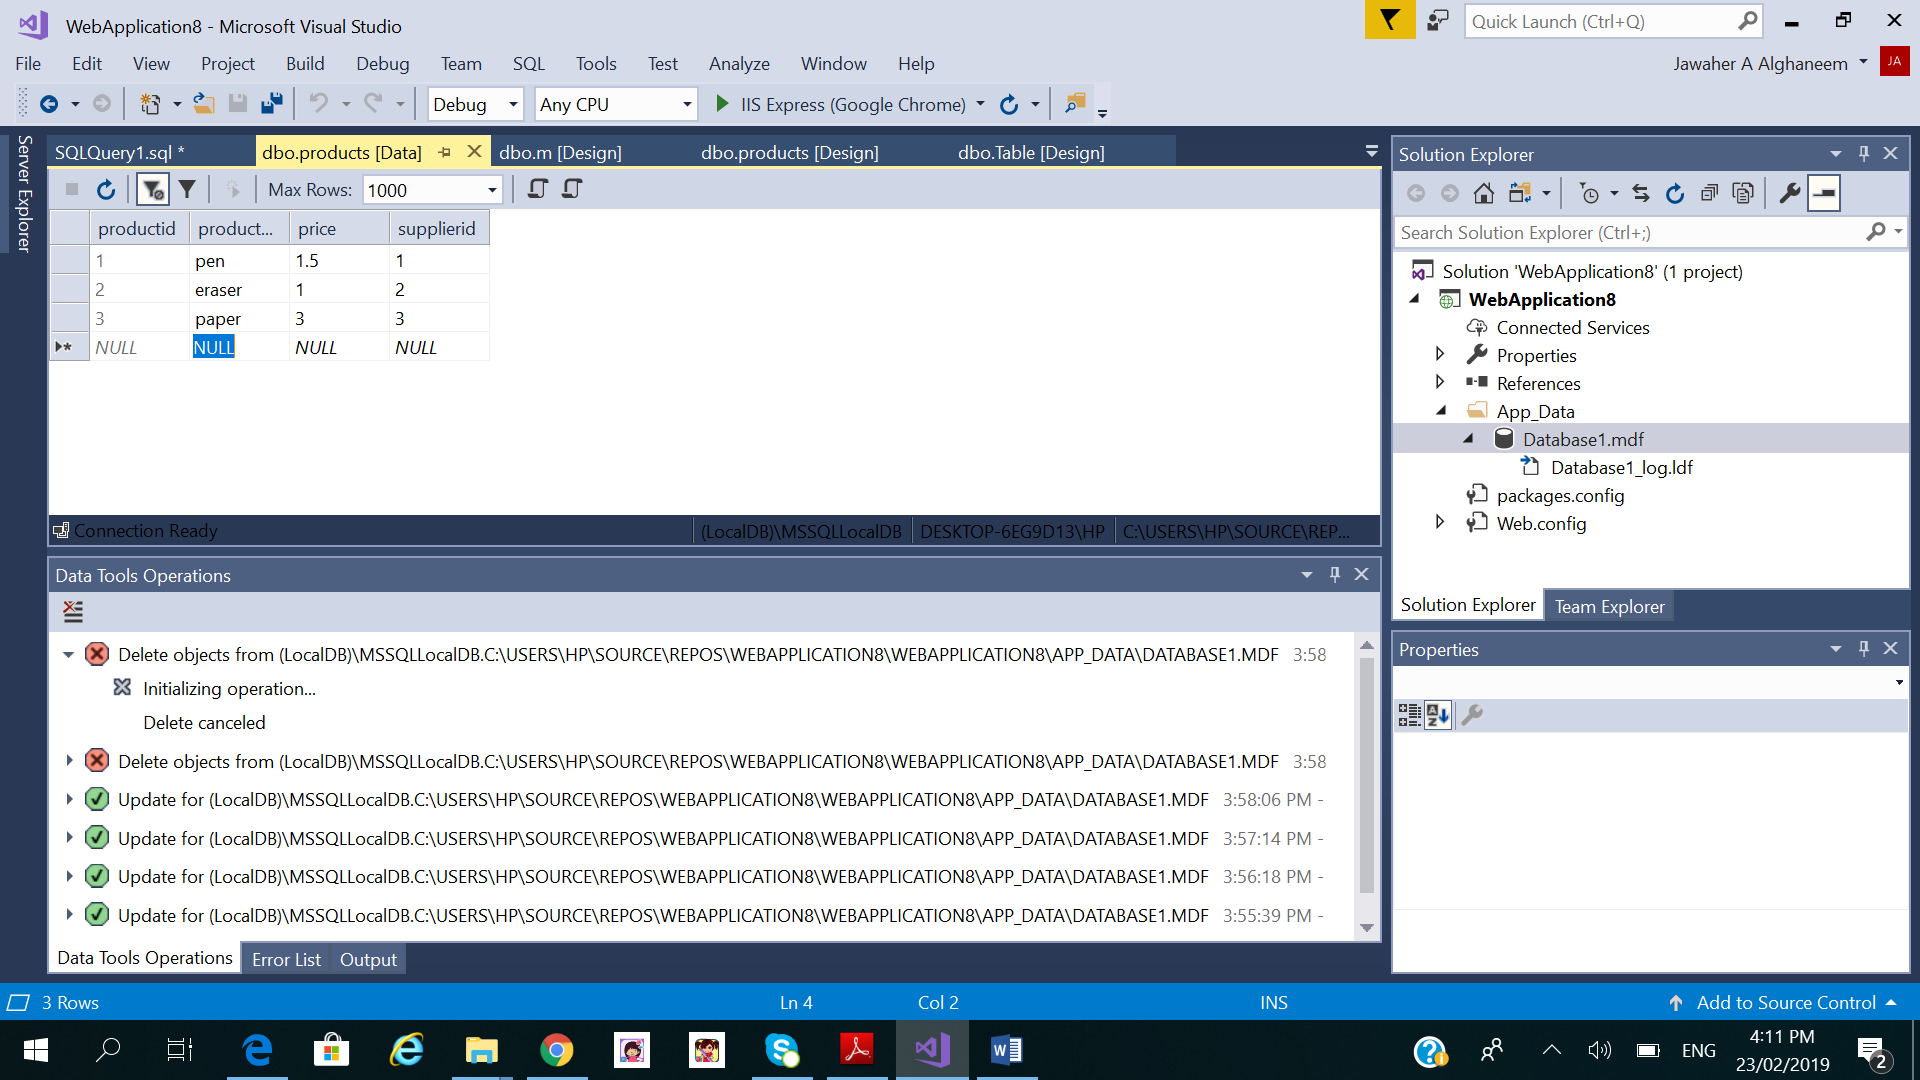 WebApplication8 - Microsoft Visual Studio
Quick Launch (Ctrl+Q)
File Edit View Project Build Debug Team SQL Tools Test Analyze Window Help
Jawaher A Alghaneem JA
Debug Any CPU IIS Express (Google Chrome)
Server Explorer
SQLQuery1.sql * dbo.products [Data] dbo.m [Design] dbo.products [Design] dbo.Table [Design]
Max Rows: 1000
productid product... price supplierid
1 pen 1.5 1
2 eraser 1 2
3 paper 3 3
NULL NULL NULL NULL
Connection Ready (LocalDB)\MSSQLLocalDB DESKTOP-6EG9D13\HP C:\USERS\HP\SOURCE\REP...
Data Tools Operations
Delete objects from (LocalDB)\MSSQLLocalDB.C:\USERS\HP\SOURCE\REPOS\WEBAPPLICATION8\WEBAPPLICATION8\APP_DATA\DATABASE1.MDF 3:58
Initializing operation...
Delete canceled
Delete objects from (LocalDB)\MSSQLLocalDB.C:\USERS\HP\SOURCE\REPOS\WEBAPPLICATION8\WEBAPPLICATION8\APP_DATA\DATABASE1.MDF 3:58
Update for (LocalDB)\MSSQLLocalDB.C:\USERS\HP\SOURCE\REPOS\WEBAPPLICATION8\WEBAPPLICATION8\APP_DATA\DATABASE1.MDF 3:58:06 PM -
Update for (LocalDB)\MSSQLLocalDB.C:\USERS\HP\SOURCE\REPOS\WEBAPPLICATION8\WEBAPPLICATION8\APP_DATA\DATABASE1.MDF 3:57:14 PM -
Update for (LocalDB)\MSSQLLocalDB.C:\USERS\HP\SOURCE\REPOS\WEBAPPLICATION8\WEBAPPLICATION8\APP_DATA\DATABASE1.MDF 3:56:18 PM -
Update for (LocalDB)\MSSQLLocalDB.C:\USERS\HP\SOURCE\REPOS\WEBAPPLICATION8\WEBAPPLICATION8\APP_DATA\DATABASE1.MDF 3:55:39 PM -
Data Tools Operations Error List Output
Solution Explorer
Search Solution Explorer (Ctrl+;)
Solution 'WebApplication8' (1 project)
WebApplication8
Connected Services
Properties
References
App_Data
Database1.mdf
Database1_log.ldf
packages.config
Web.config
Solution Explorer Team Explorer
Properties
3 Rows Ln 4 Col 2 INS Add to Source Control
ENG
4:11 PM
23/02/2019
2